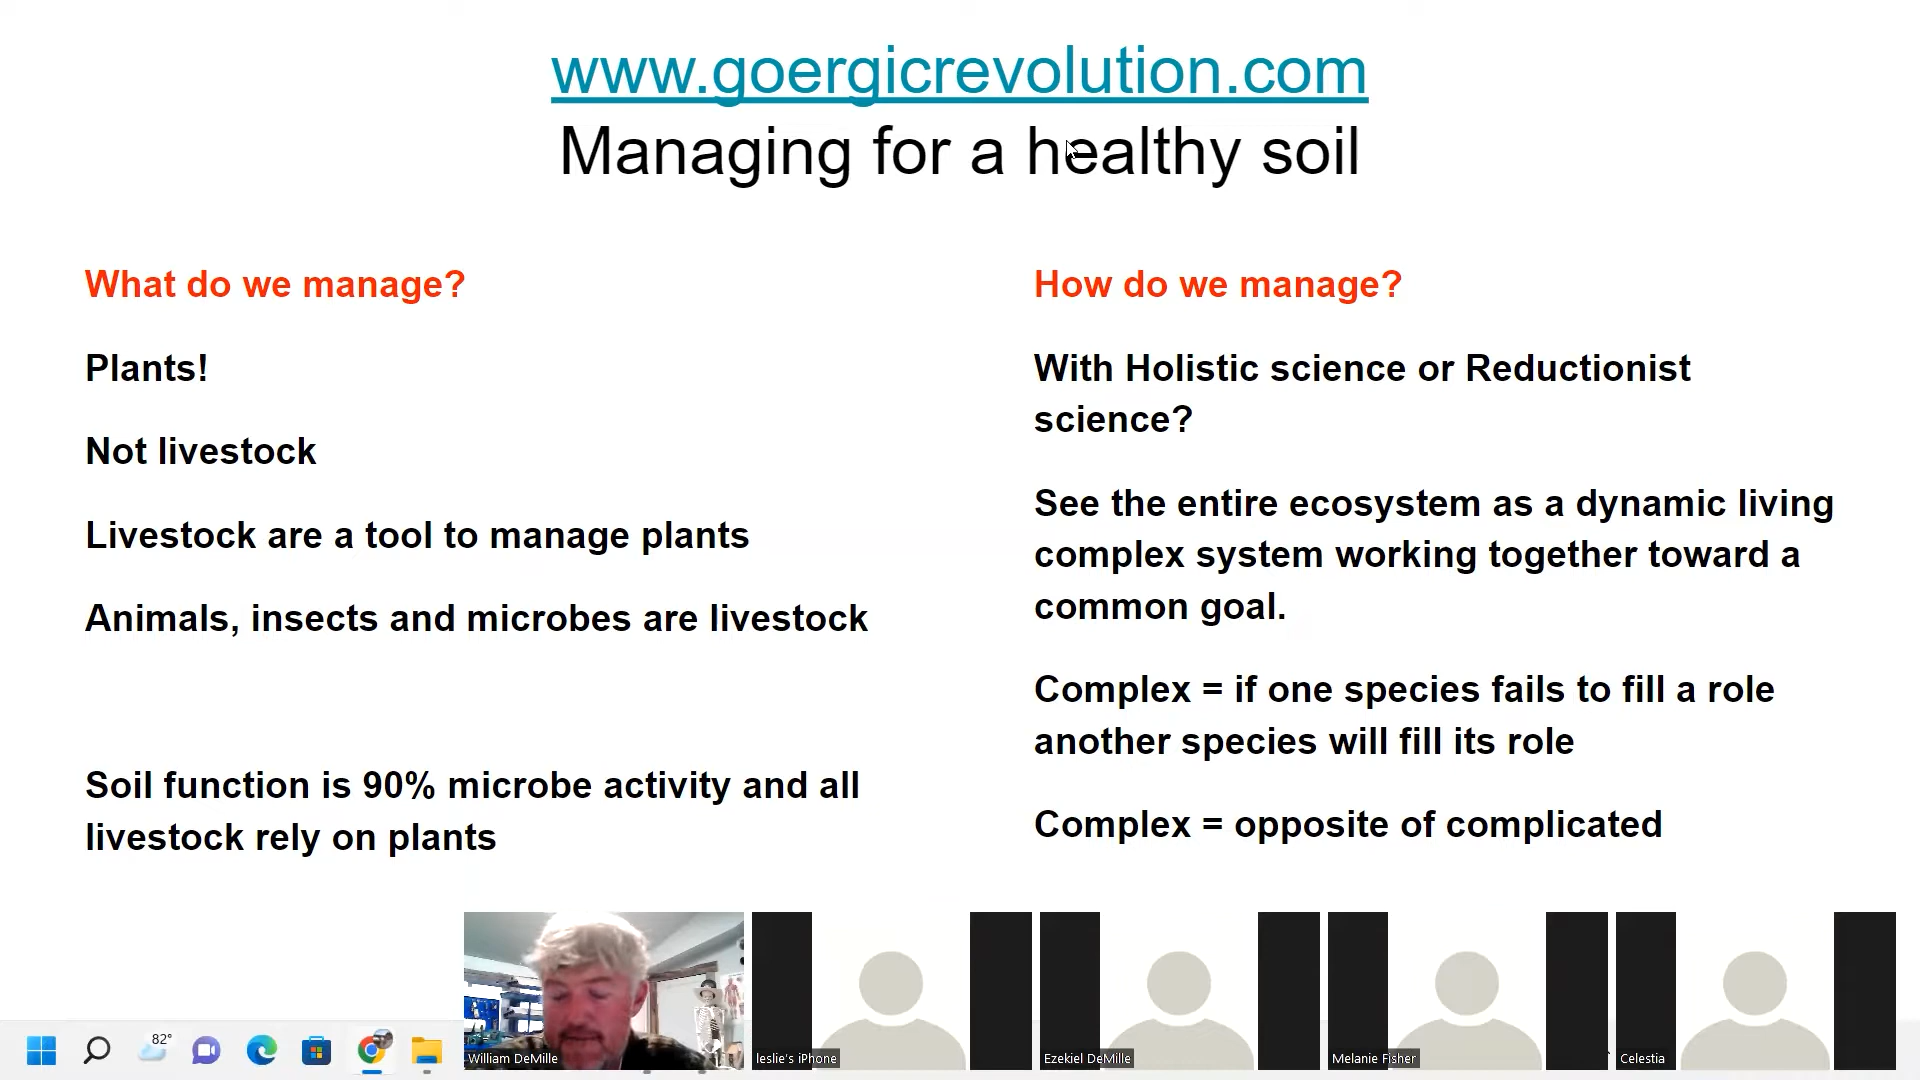 www.goergicrevolution.com
Managing for a healthy soil
What do we manage?
Plants!
Not livestock
Livestock are a tool to manage plants
Animals, insects and microbes are livestock
Soil function is 90% microbe activity and all
livestock rely on plants
How do we manage?
With Holistic science or Reductionist
science?
See the entire ecosystem as a dynamic living
complex system working together toward a
common goal.
Complex = if one species fails to fill a role
another species will fill its role
Complex = opposite of complicated
82°
William DeMille
leslie's iPhone
Ezekiel DeMille
Melanie Fisher
Celestia